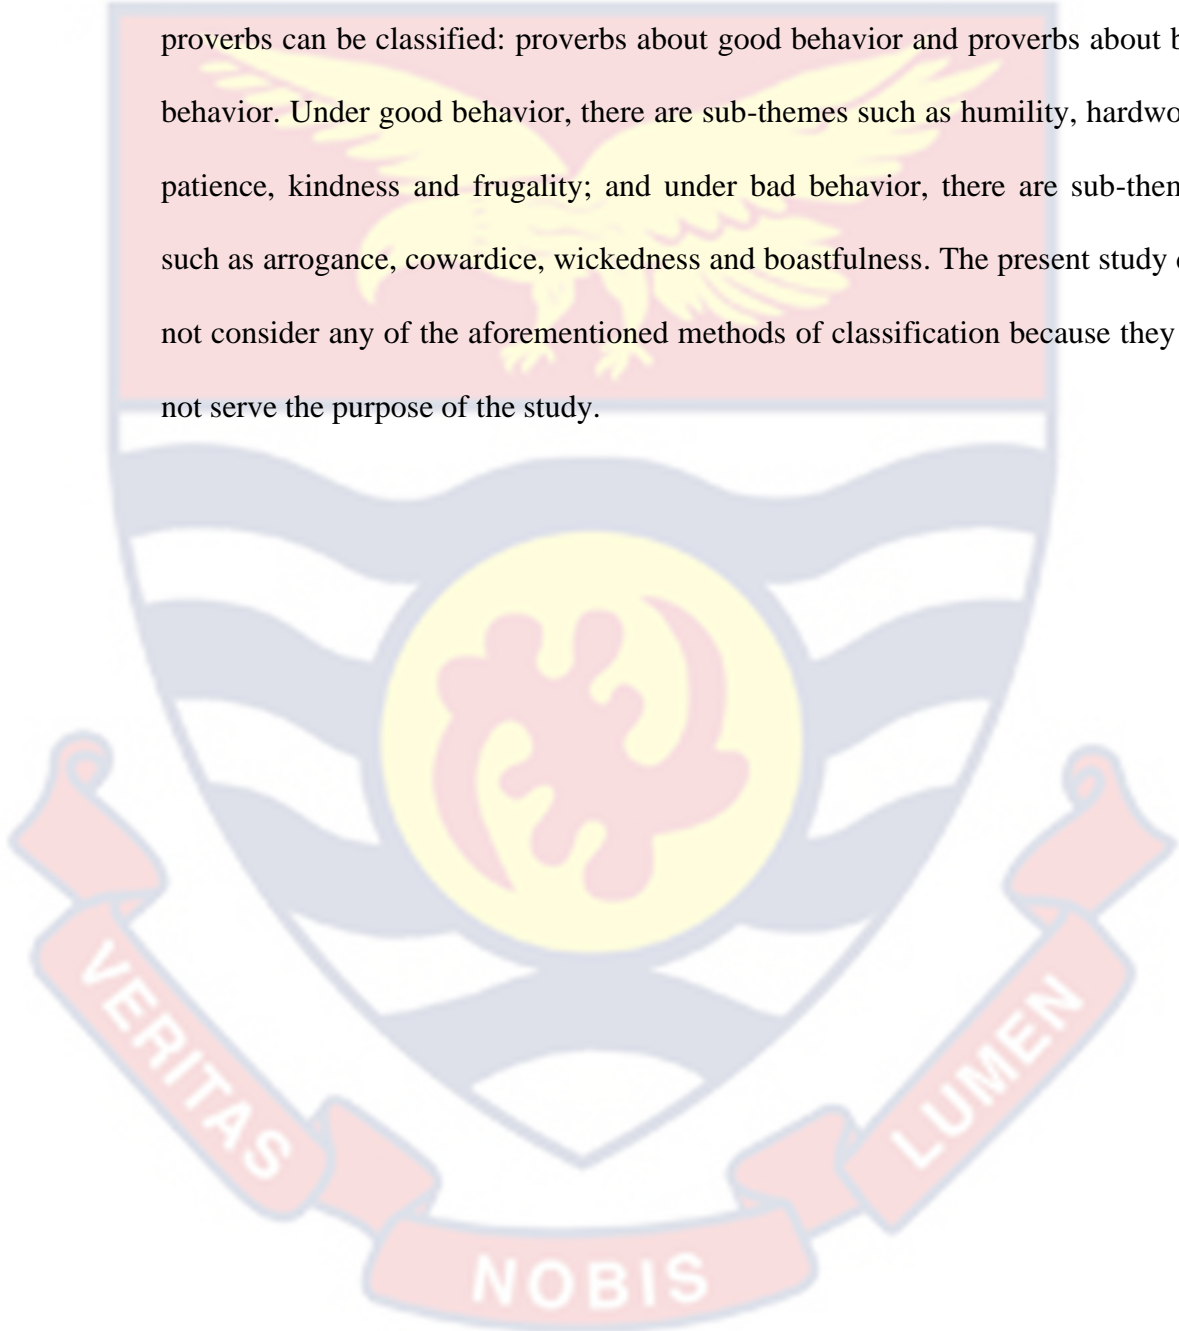 proverbs can be classified: proverbs about good behavior and proverbs about b
behavior. Under good behavior, there are sub-themes such as humility, hardwo
patience, kindness and frugality; and under bad behavior, there are sub-them
such as arrogance, cowardice, wickedness and boastfulness. The present study
not consider any of the aforementioned methods of classification because they
not serve the purpose of the study.
VERITAS
NOBIS
LUMEN